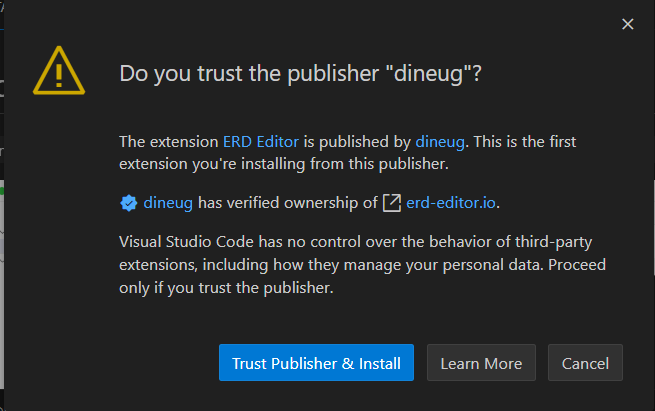 Do you trust the publisher "dineug"?
The extension ERD Editor is published by dineug. This is the first
extension you're installing from this publisher.
dineug has verified ownership of erd-editor.io.
Visual Studio Code has no control over the behavior of third-party
extensions, including how they manage your personal data. Proceed
only if you trust the publisher.
Trust Publisher & Install
Learn More
Cancel